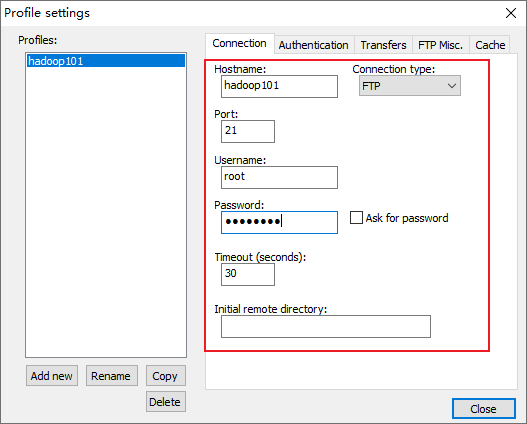 Profile settings
Profiles:
hadoop101
Add new
Rename
Copy
Delete
Connection
Authentication
Transfers
FTP Misc.
Cache
Hostname:
Connection type:
hadoop101
FTP
Port:
21
Username:
root
Password:
●●●●●●●●
Ask for password
Timeout (seconds):
30
Initial remote directory:
Close